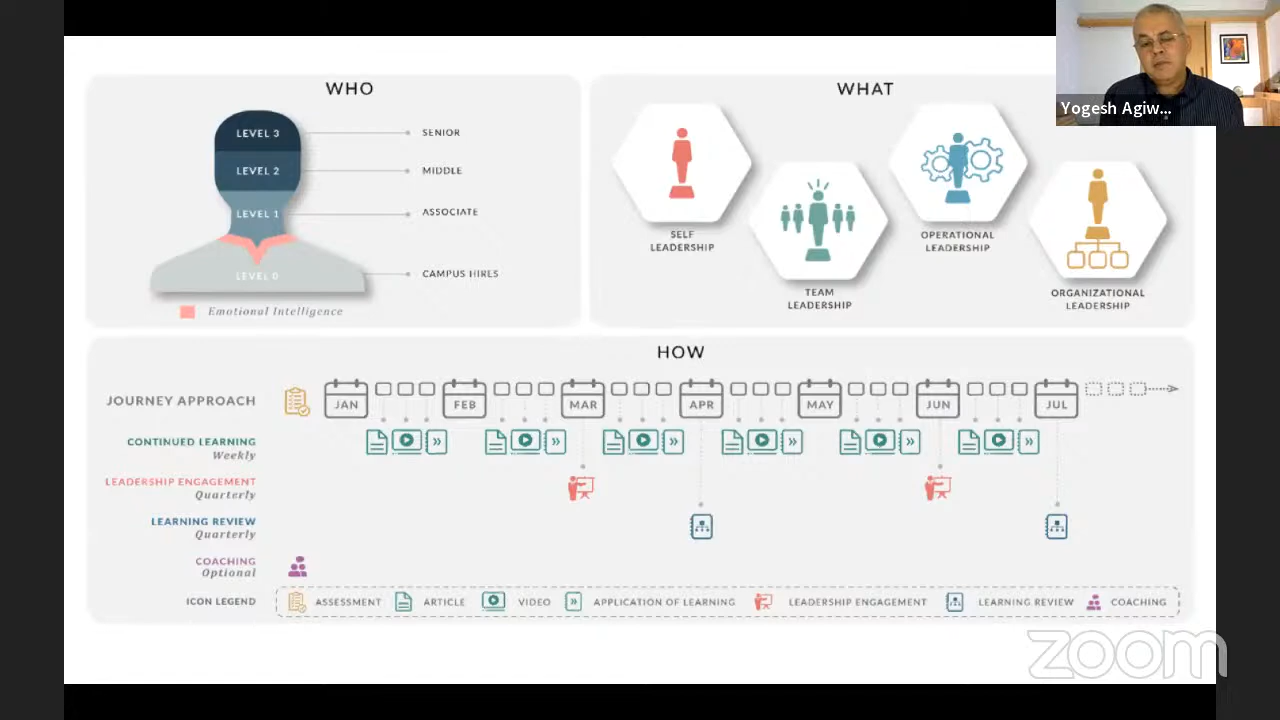 Yogesh Agiw...
WHO
LEVEL 3
SENIOR
LEVEL 2
MIDDLE
LEVEL 1
ASSOCIATE
LEVEL 0
CAMPUS HIRES
Emotional Intelligence
WHAT
SELF
LEADERSHIP
TEAM
LEADERSHIP
OPERATIONAL
LEADERSHIP
ORGANIZATIONAL
LEADERSHIP
HOW
JOURNEY APPROACH
JAN
FEB
MAR
APR
MAY
JUN
JUL
CONTINUED LEARNING
Weekly
LEADERSHIP ENGAGEMENT
Quarterly
LEARNING REVIEW
Quarterly
COACHING
Optional
ICON LEGEND
ASSESSMENT
ARTICLE
VIDEO
APPLICATION OF LEARNING
LEADERSHIP ENGAGEMENT
LEARNING REVIEW
COACHING
zoom